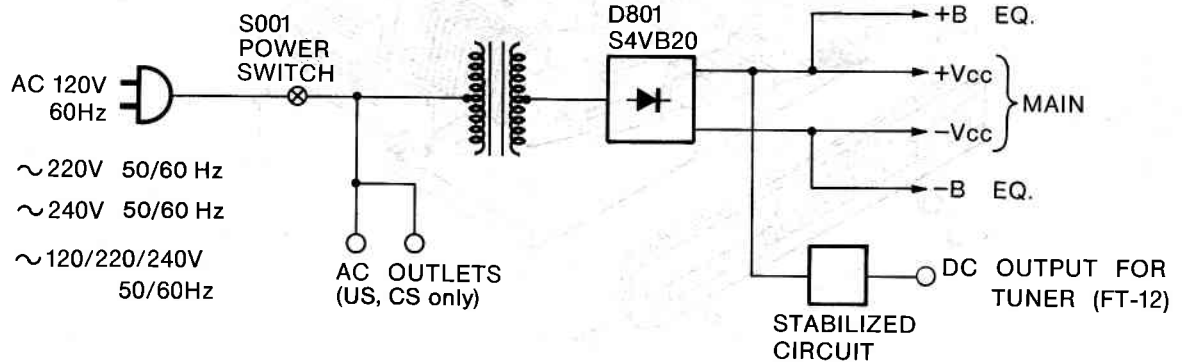 S001
POWER
SWITCH
D801
S4VB20
+B EQ.
AC 120V
60Hz
+Vcc
MAIN
-Vcc
-B EQ.
~220V 50/60 Hz
~240V 50/60 Hz
~120/220/240V
50/60Hz
AC OUTLETS
(US, CS only)
DC OUTPUT FOR
TUNER (FT-12)
STABILIZED
CIRCUIT